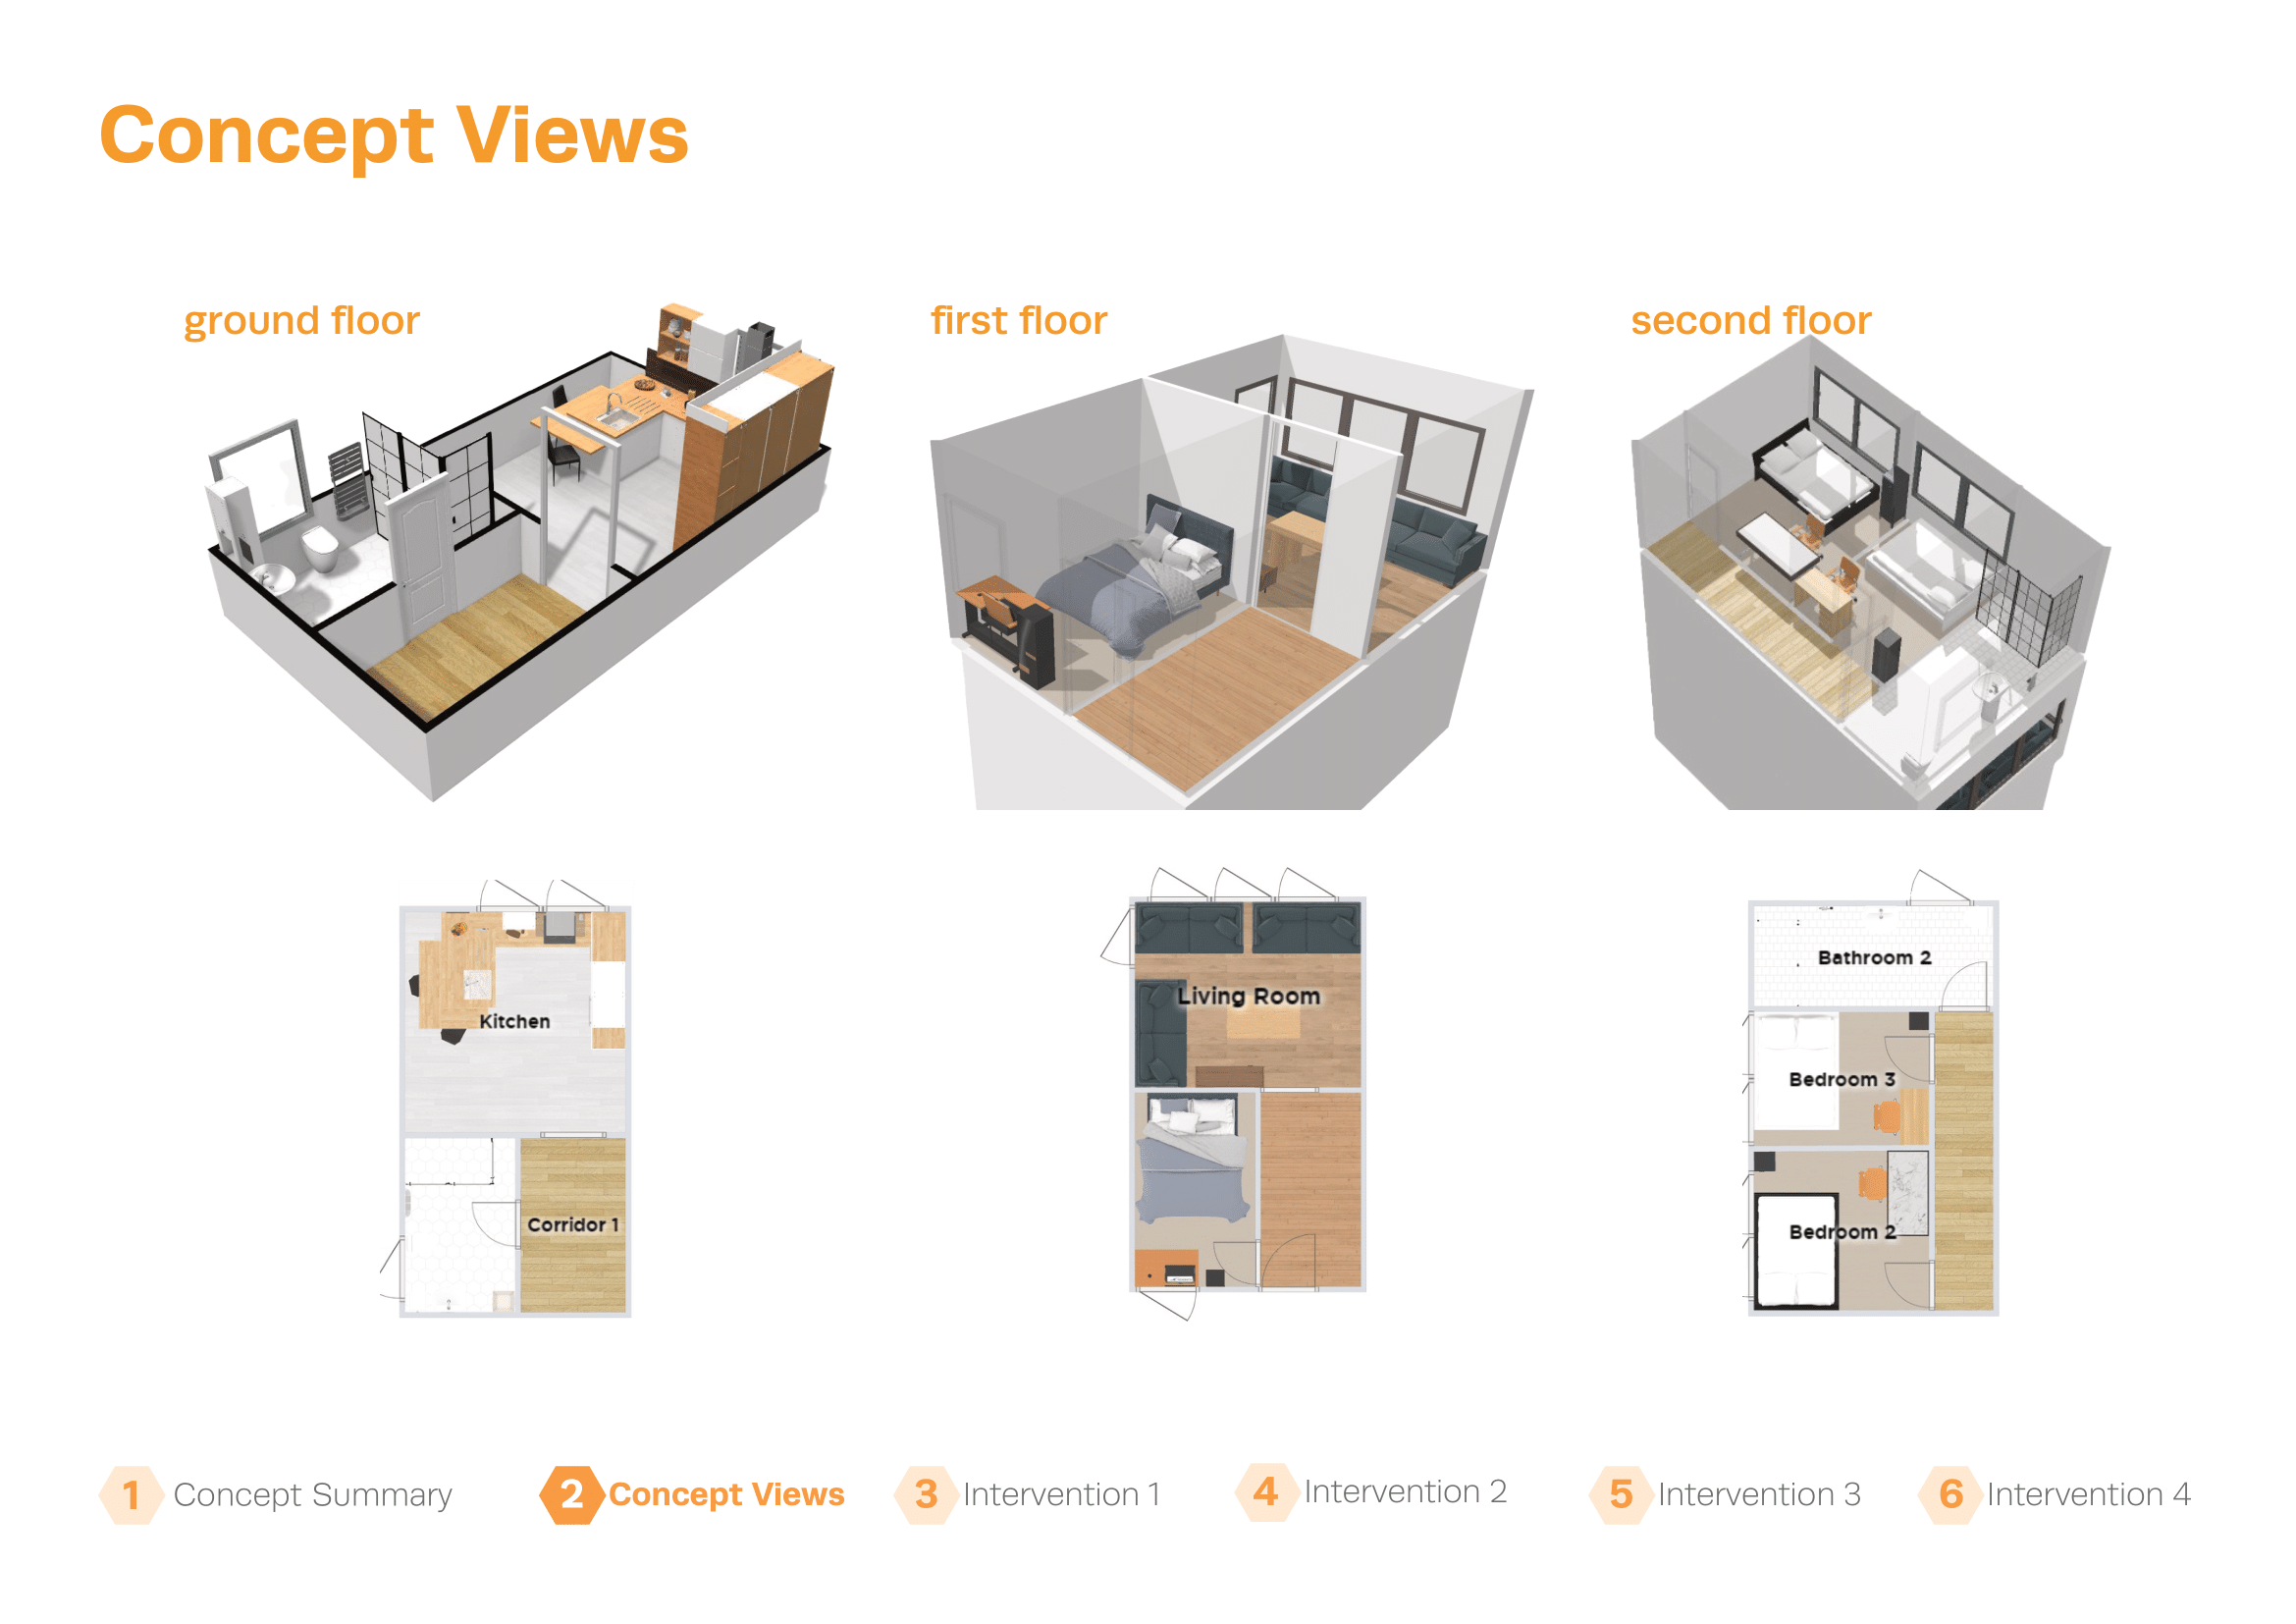 Concept Views
ground floor
first floor
second floor
Kitchen
Corridor 1
Living Room
Bathroom 2
Bedroom 3
Bedroom 2
1 Concept Summary
2 Concept Views
3 Intervention 1
4 Intervention 2
5 Intervention 3
6 Intervention 4